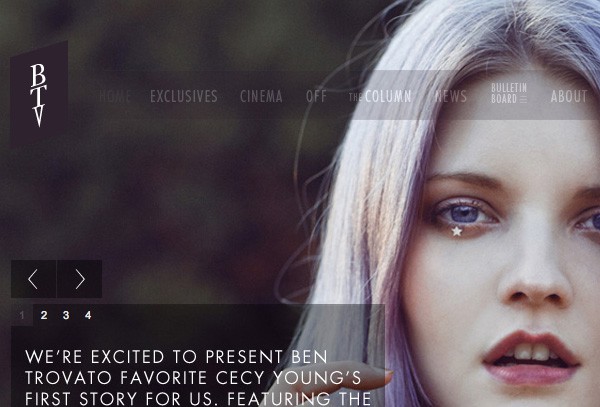 BTV
HOME EXCLUSIVES CINEMA OFF THE COLUMN NEWS BULLETIN BOARD ABOUT
1 2 3 4
WE'RE EXCITED TO PRESENT BEN
TROVATO FAVORITE CECY YOUNG'S
FIRST STORY FOR US. FEATURING THE